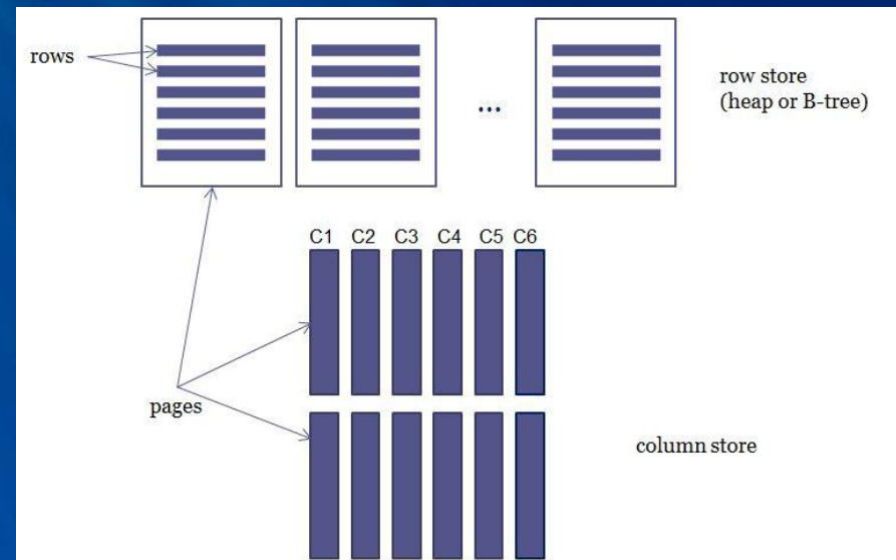 rows
row store
(heap or B-tree)
...
C1 C2 C3 C4 C5 C6
pages
column store